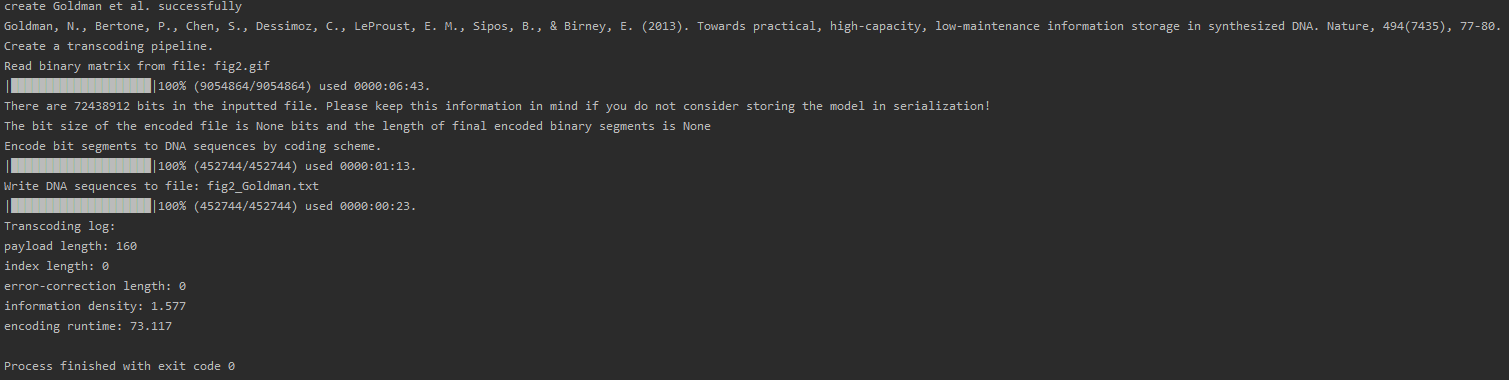 create Goldman et al. successfully
Goldman, N., Bertone, P., Chen, S., Dessimoz, C., LeProust, E. M., Sipos, B., & Birney, E. (2013). Towards practical, high-capacity, low-maintenance information storage in synthesized DNA. Nature, 494(7435), 77-80.
Create a transcoding pipeline.
Read binary matrix from file: fig2.gif
|████████████████████|100% (9054864/9054864) used 0000:06:43.
There are 72438912 bits in the inputted file. Please keep this information in mind if you do not consider storing the model in serialization!
The bit size of the encoded file is None bits and the length of final encoded binary segments is None
Encode bit segments to DNA sequences by coding scheme.
|████████████████████|100% (452744/452744) used 0000:01:13.
Write DNA sequences to file: fig2_Goldman.txt
|████████████████████|100% (452744/452744) used 0000:00:23.
Transcoding log:
payload length: 160
index length: 0
error-correction length: 0
information density: 1.577
encoding runtime: 73.117
Process finished with exit code 0